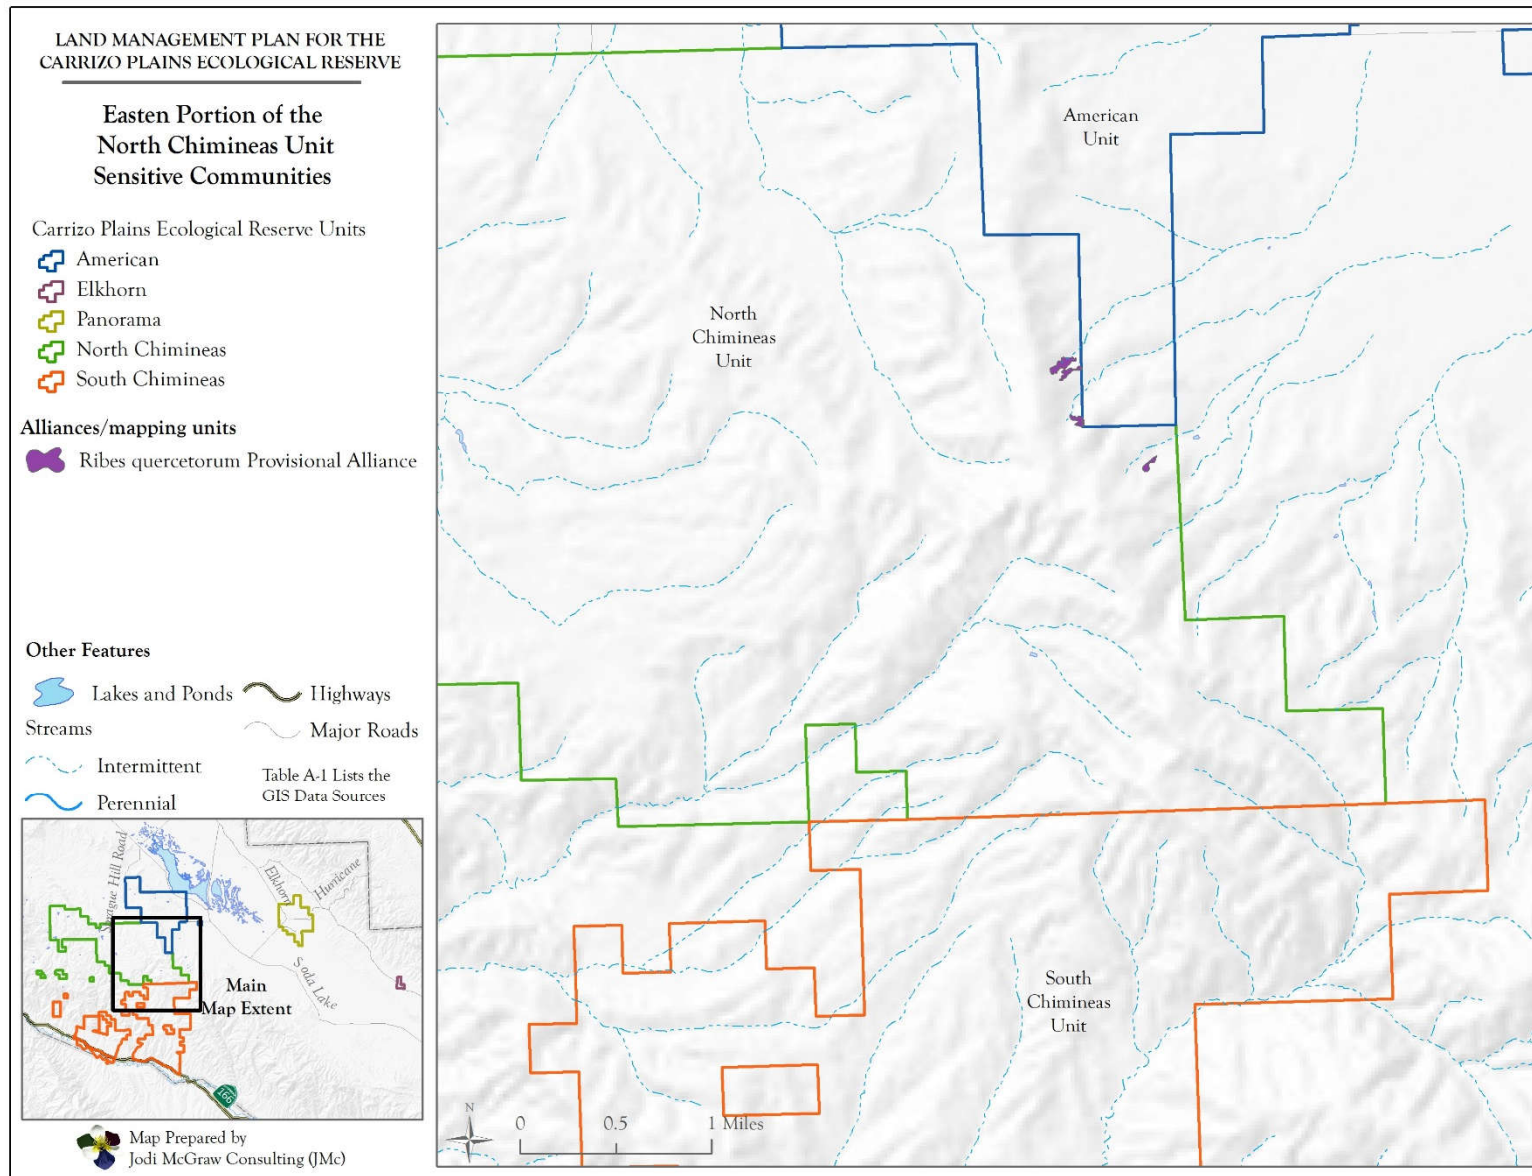 LAND MANAGEMENT PLAN FOR THE
CARRIZO PLAINS ECOLOGICAL RESERVE
Easten Portion of the
North Chimineas Unit
Sensitive Communities
Carrizo Plains Ecological Reserve Units
American
Elkhorn
Panorama
North Chimineas
South Chimineas
Alliances/mapping units
Ribes quercetorum Provisional Alliance
Other Features
Lakes and Ponds
Highways
Streams
Major Roads
Intermittent
Perennial
Table A-1 Lists the
GIS Data Sources
Hill Road
Elkhorn
Hurricane
Soda Lake
Main
Map Extent
166
Map Prepared by
Jodi McGraw Consulting (JMc)
American
Unit
North
Chimineas
Unit
South
Chimineas
Unit
N
0 0.5 1 Miles